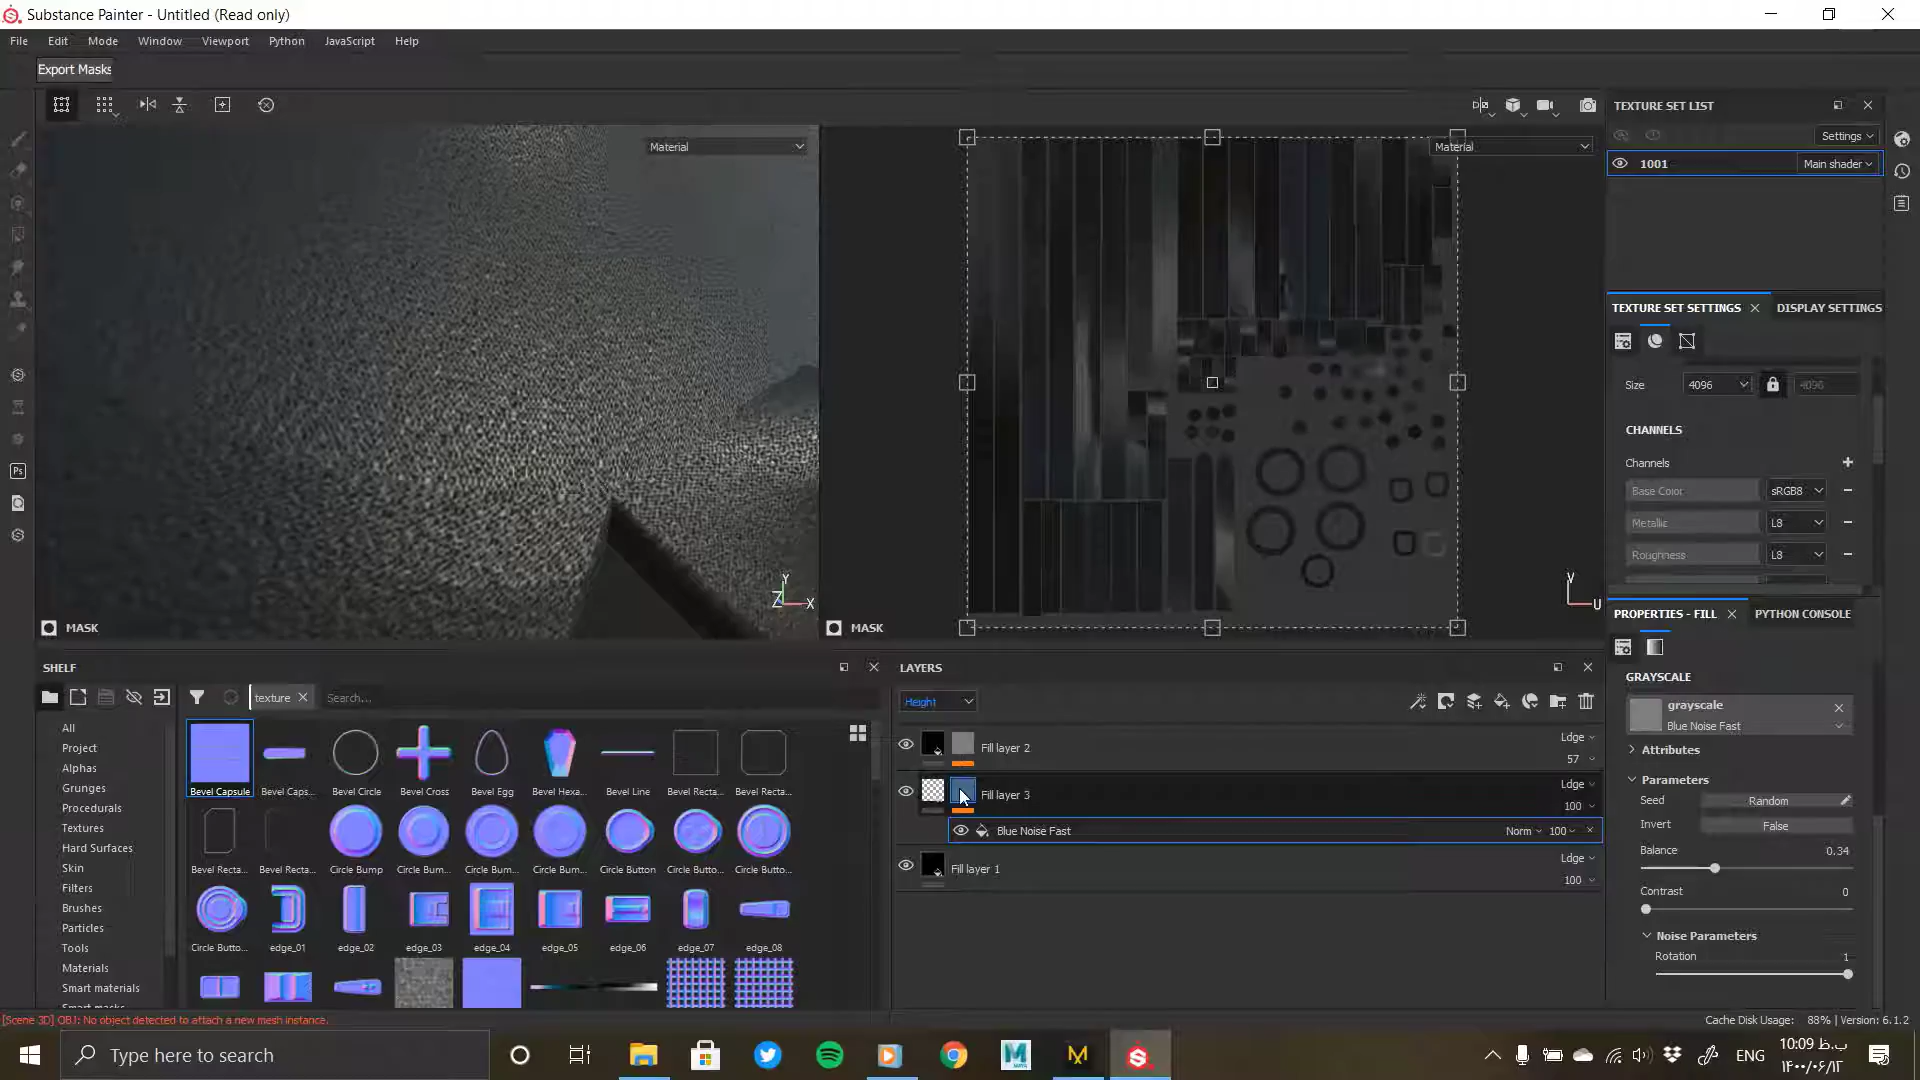 Substance Painter - Untitled (Read only)
File Edit Mode Window Viewport Python JavaScript Help
Export Masks
Material
Material
Y
Z X
V
U
MASK
MASK
TEXTURE SET LIST
Settings
1001 Main shader
TEXTURE SET SETTINGS DISPLAY SETTINGS
Size 4096 4096
CHANNELS
Channels
Base Color sRGB8
Metallic L8
Roughness L8
PROPERTIES - FILL PYTHON CONSOLE
GRAYSCALE
grayscale
Blue Noise Fast
Attributes
Parameters
Seed Random
Invert False
Balance 0.34
Contrast 0
Noise Parameters
Rotation 1
SHELF
texture Search...
All
Project
Alphas
Grunges
Procedurals
Textures
Hard Surfaces
Skin
Filters
Brushes
Particles
Tools
Materials
Smart materials
Smart masks
Bevel Capsule Bevel Caps... Bevel Circle Bevel Cross Bevel Egg Bevel Hexa... Bevel Line Bevel Recta... Bevel Recta...
Bevel Recta... Bevel Recta... Circle Bump Circle Bum... Circle Bum... Circle Bum... Circle Button Circle Butto... Circle Butto...
Circle Butto... edge_01 edge_02 edge_03 edge_04 edge_05 edge_06 edge_07 edge_08
LAYERS
Height
Fill layer 2 Ldge 57
Fill layer 3 Ldge 100
Blue Noise Fast Norm 100
Fill layer 1 Ldge 100
[Scene 3D] OBJ: No object detected to attach a new mesh instance.
Cache Disk Usage: 88% | Version: 6.1.2
Type here to search
Ps
ENG
10:09 ب.ظ
۱۴۰۰/۰۶/۱۲